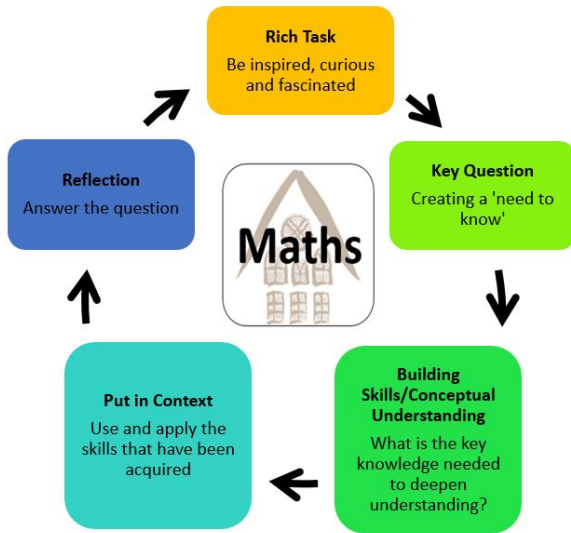 Rich Task
Be inspired, curious
and fascinated
Key Question
Creating a 'need to
know'
Building
Skills/Conceptual
Understanding
What is the key
knowledge needed
to deepen
understanding?
Put in Context
Use and apply the
skills that have been
acquired
Reflection
Answer the question
Maths